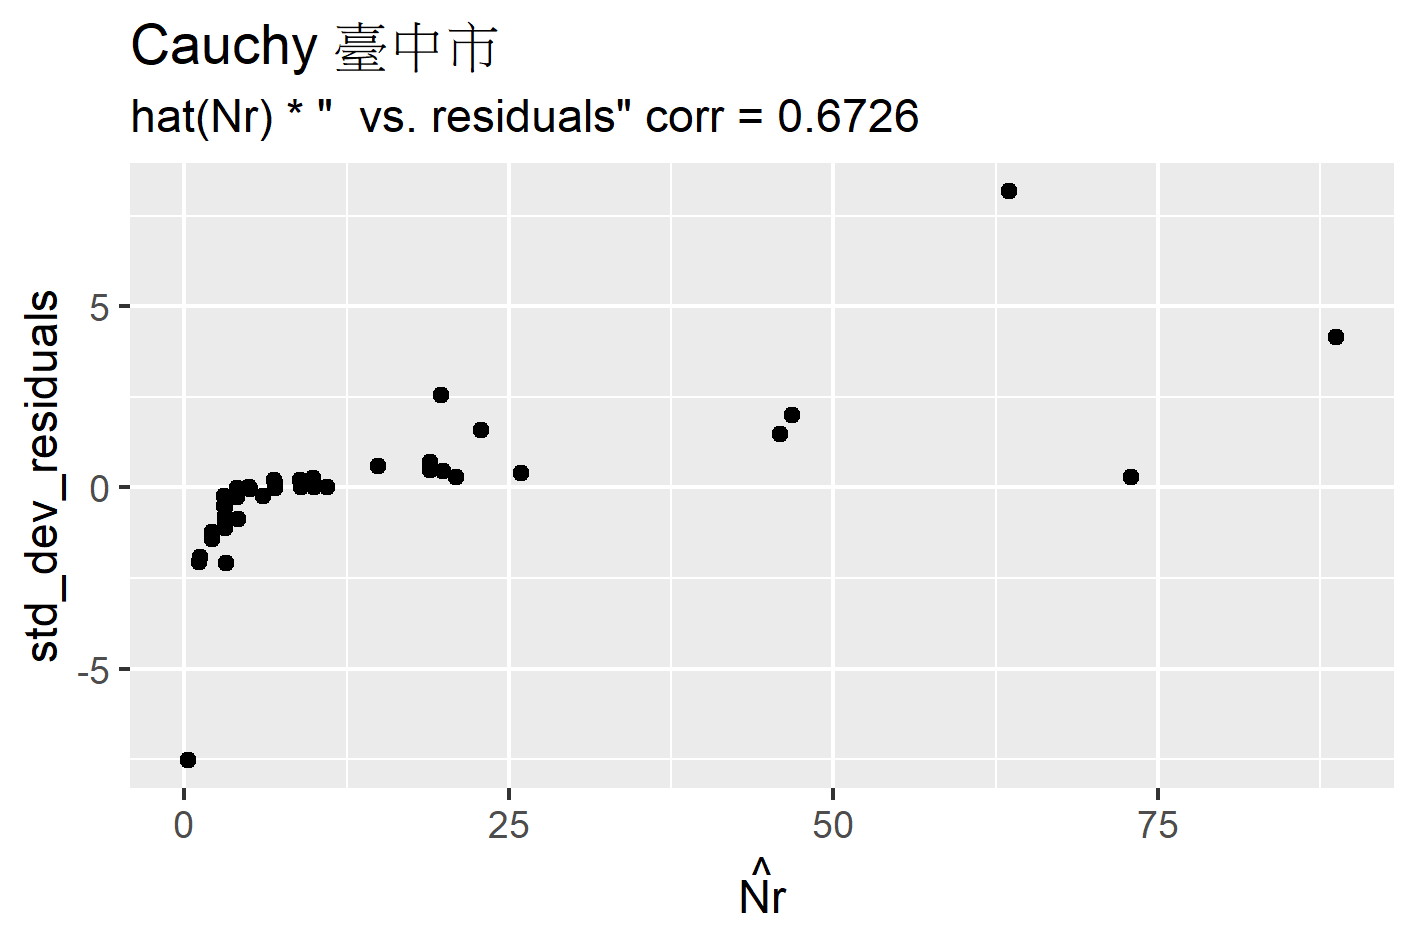 Cauchy 臺中市
hat(Nr) * "  vs. residuals" corr = 0.6726
std_dev_residuals
5
0
-5
0 25 50 75
N̂r